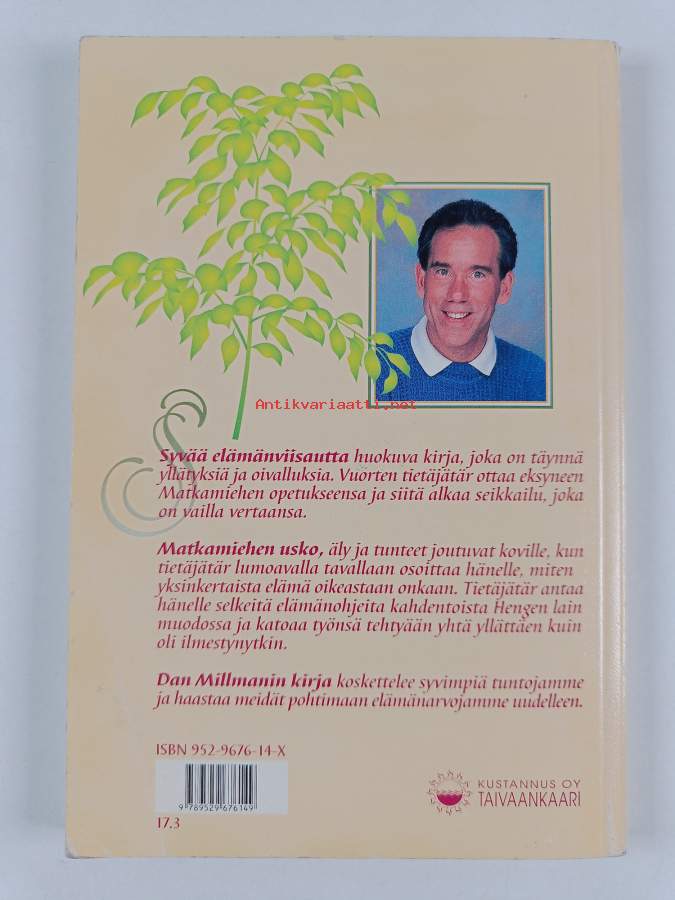 Antikvariaatti.net
Syvää elämänviisautta huokuva kirja, joka on täynnä
yllätyksiä ja oivalluksia. Vuorten tietäjätär ottaa eksyneen
Matkamiehen opetukseensa ja siitä alkaa seikkailu, joka
on vailla vertaansa.
Matkamiehen usko, äly ja tunteet joutuvat koville, kun
tietäjätär lumoavalla tavallaan osoittaa hänelle, miten
yksinkertaista elämä oikeastaan onkaan. Tietäjätär antaa
hänelle selkeitä elämänohjeita kahdentoista Hengen lain
muodossa ja katoaa työnsä tehtyään yhtä yllättäen kuin
oli ilmestynytkin.
Dan Millmanin kirja koskettelee syvimpiä tuntojamme
ja haastaa meidät pohtimaan elämänarvojamme uudelleen.
ISBN 952-9676-14-X
9 789529 676149
17.3
KUSTANNUS OY
TAIVAANKAARI